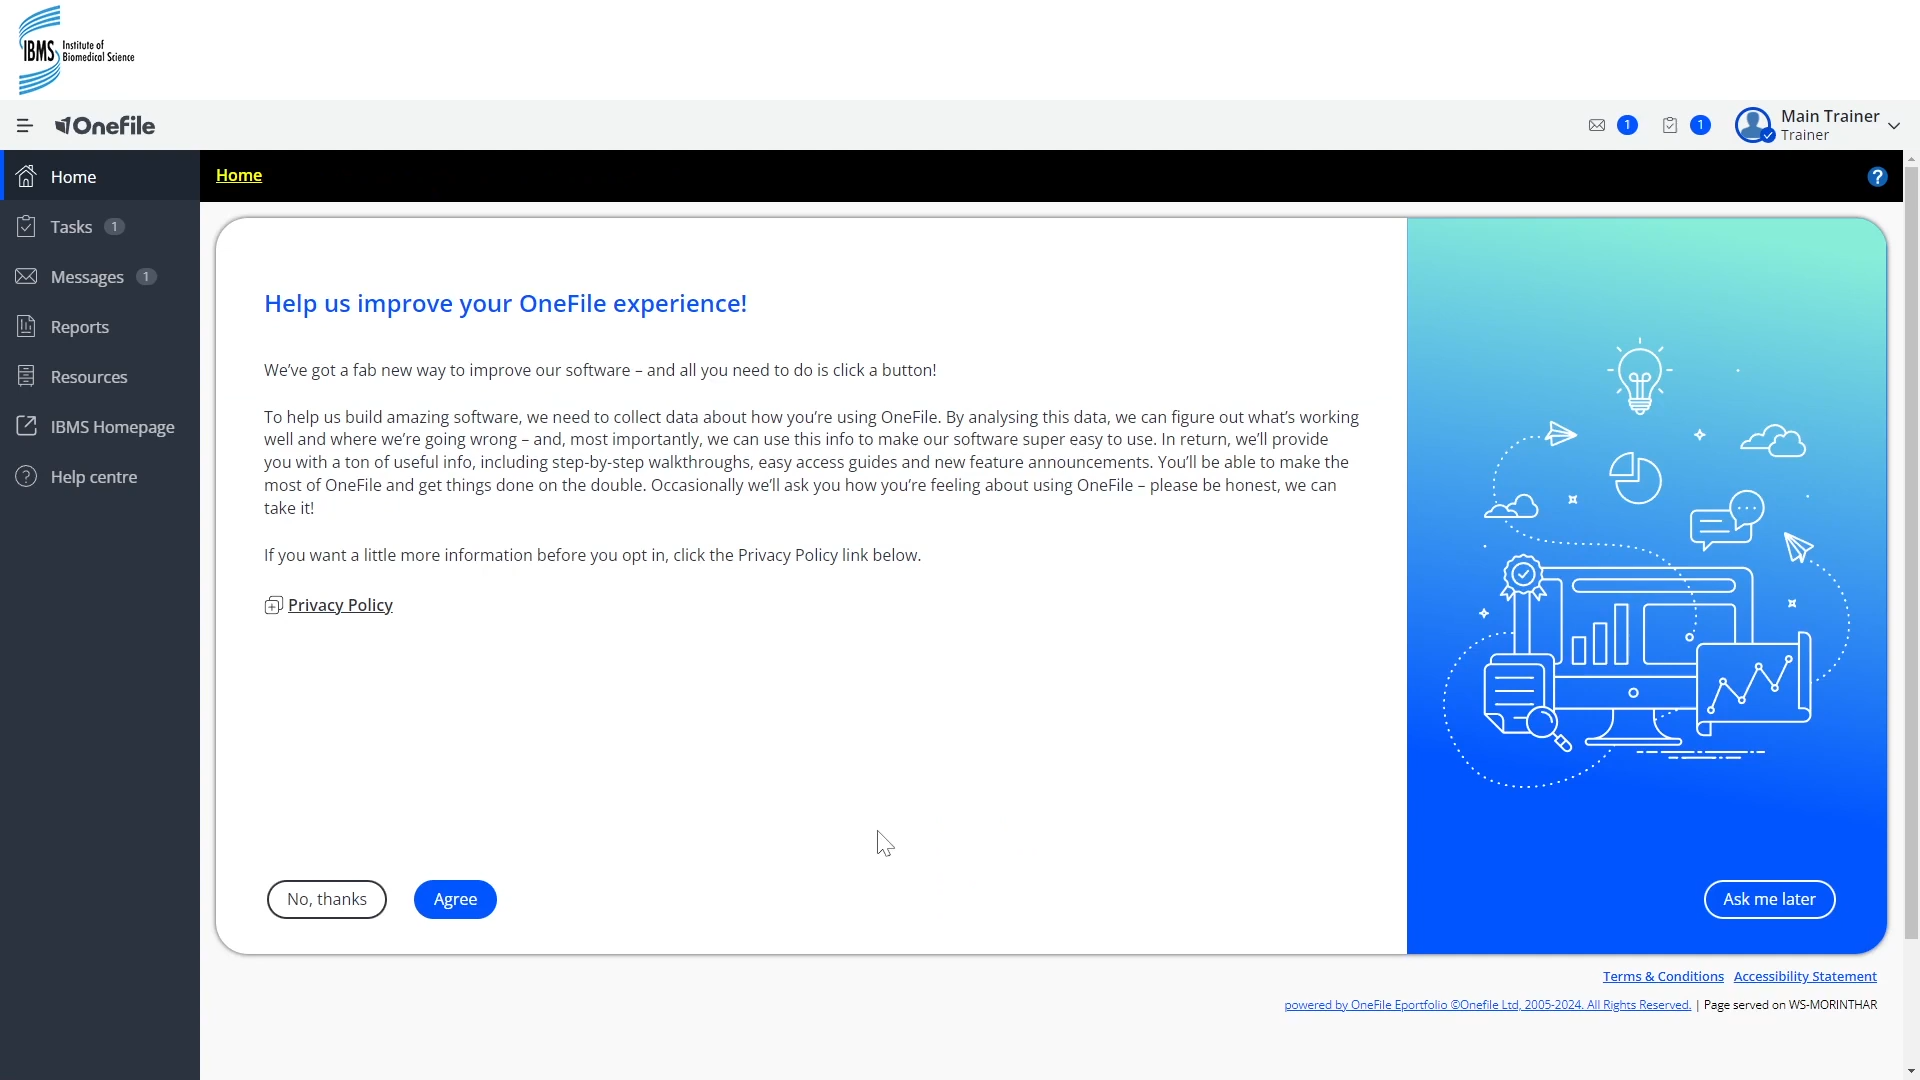 IBMS Institute of
Biomedical Science
OneFile
1
1
Main Trainer
Trainer
Home
Tasks 1
Messages 1
Reports
Resources
IBMS Homepage
Help centre
Home
?
Help us improve your OneFile experience!
We've got a fab new way to improve our software – and all you need to do is click a button!
To help us build amazing software, we need to collect data about how you're using OneFile. By analysing this data, we can figure out what's working
well and where we're going wrong – and, most importantly, we can use this info to make our software super easy to use. In return, we'll provide
you with a ton of useful info, including step-by-step walkthroughs, easy access guides and new feature announcements. You'll be able to make the
most of OneFile and get things done on the double. Occasionally we'll ask you how you're feeling about using OneFile – please be honest, we can
take it!
If you want a little more information before you opt in, click the Privacy Policy link below.
Privacy Policy
No, thanks
Agree
Ask me later
Terms & Conditions Accessibility Statement
powered by OneFile Eportfolio ©Onefile Ltd, 2005-2024. All Rights Reserved. | Page served on WS-MORINTHAR